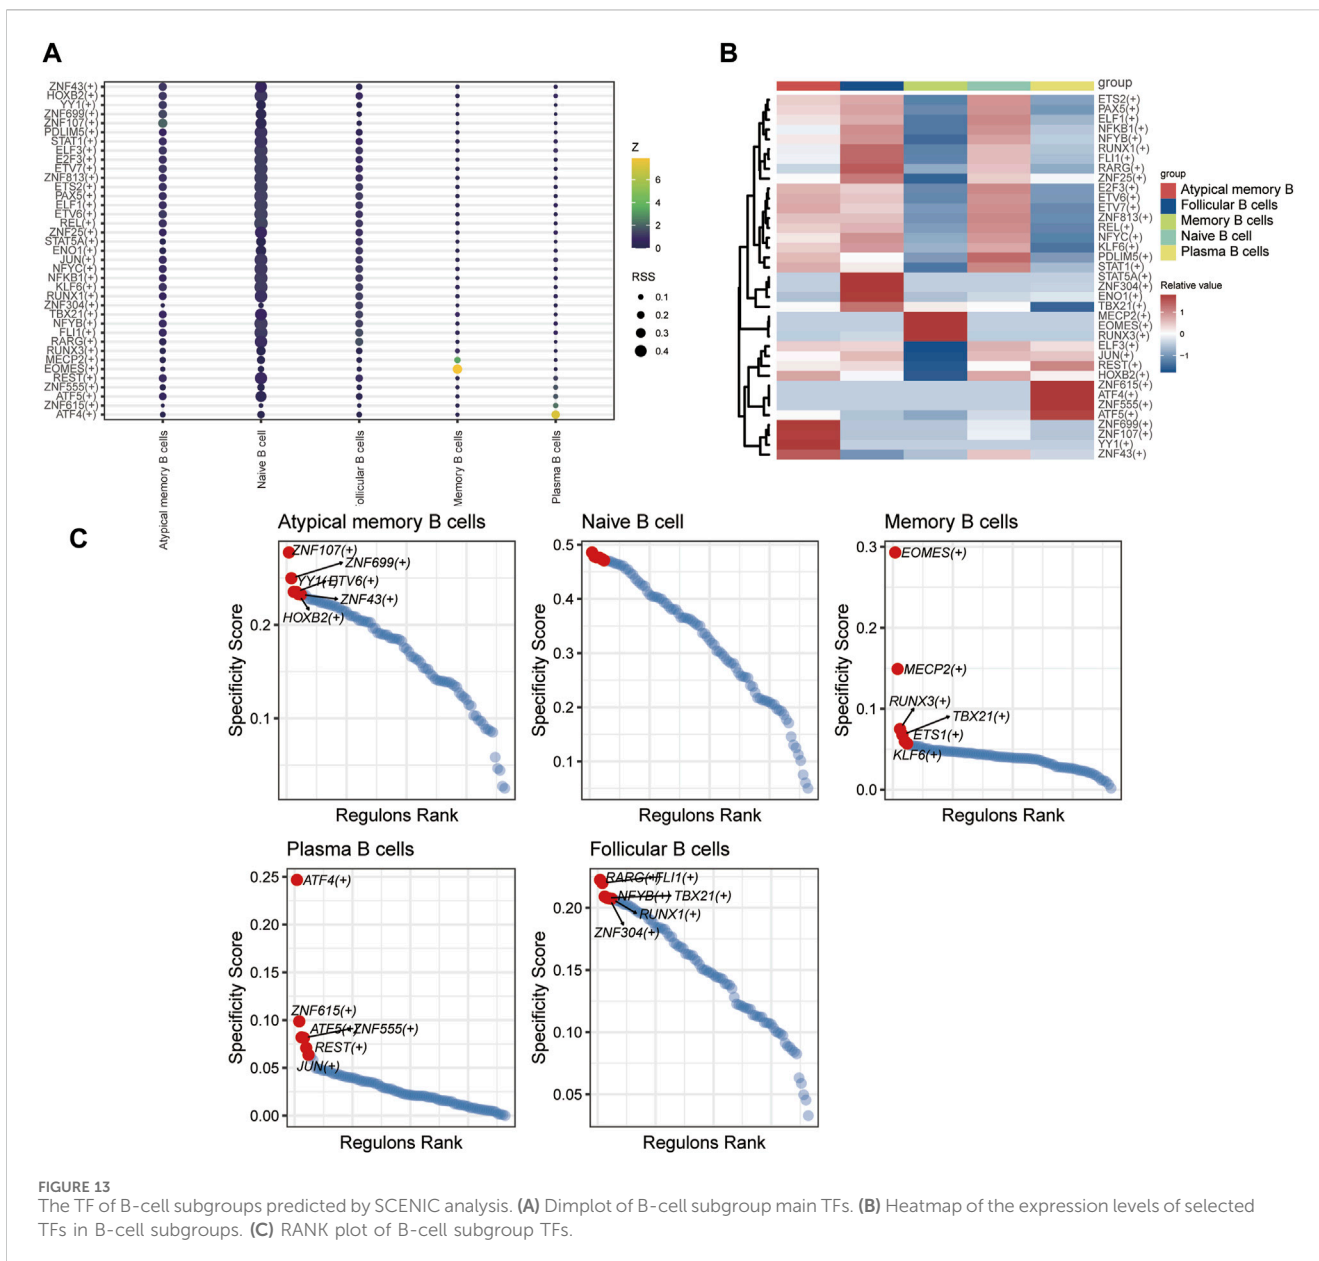 A
ZNF43(+)
HOXB2(+)
YY1(+)
ZNF699(+)
ZNF107(+)
PDLIM5(+)
STAT1(+)
ELF3(+)
E2F3(+)
ETV7(+)
ZNF813(+)
ETS2(+)
PAX5(+)
ELF1(+)
ETV6(+)
REL(+)
ZNF25(+)
STAT5A(+)
ENO1(+)
JUN(+)
NFYC(+)
NFKB1(+)
KLF6(+)
RUNX1(+)
ZNF304(+)
TBX21(+)
NFYB(+)
FLI1(+)
RARG(+)
RUNX3(+)
MECP2(+)
EOMES(+)
REST(+)
ZNF555(+)
ATF5(+)
ZNF615(+)
ATF4(+)
Atypical memory B cells
Naive B cell
ollicular B cells
Memory B cells
Plasma B cells
Z
6
4
2
0
RSS
0.1
0.2
0.3
0.4
B
group
ETS2(+)
PAX5(+)
ELF1(+)
NFKB1(+)
NFYB(+)
RUNX1(+)
FLI1(+)
RARG(+)
ZNF25(+)
E2F3(+)
ETV6(+)
ETV7(+)
ZNF813(+)
REL(+)
NFYC(+)
KLF6(+)
PDLIM5(+)
STAT1(+)
STAT5A(+)
ZNF304(+)
ENO1(+)
TBX21(+)
MECP2(+)
EOMES(+)
RUNX3(+)
ELF3(+)
JUN(+)
REST(+)
HOXB2(+)
ZNF615(+)
ATF4(+)
ZNF555(+)
ATF5(+)
ZNF699(+)
ZNF107(+)
YY1(+)
ZNF43(+)
group
Atypical memory B
Follicular B cells
Memory B cells
Naive B cell
Plasma B cells
Relative value
1
0
−1
C
Atypical memory B cells
Specificity Score
0.2
0.1
ZNF107(+)
ZNF699(+)
YY1(+)
ETV6(+)
ZNF43(+)
HOXB2(+)
Regulons Rank
Naive B cell
Specificity Score
0.5
0.4
0.3
0.2
0.1
Regulons Rank
Memory B cells
Specificity Score
0.3
0.2
0.1
0.0
EOMES(+)
MECP2(+)
RUNX3(+)
TBX21(+)
ETS1(+)
KLF6(+)
Regulons Rank
Plasma B cells
Specificity Score
0.25
0.20
0.15
0.10
0.05
0.00
ATF4(+)
ZNF615(+)
ATF5(+)
ZNF555(+)
REST(+)
JUN(+)
Regulons Rank
Follicular B cells
Specificity Score
0.20
0.15
0.10
0.05
RARG(+)
FLI1(+)
NFYB(+)
TBX21(+)
RUNX1(+)
ZNF304(+)
Regulons Rank
FIGURE 13
The TF of B-cell subgroups predicted by SCENIC analysis. (A) Dimplot of B-cell subgroup main TFs. (B) Heatmap of the expression levels of selected
TFs in B-cell subgroups. (C) RANK plot of B-cell subgroup TFs.